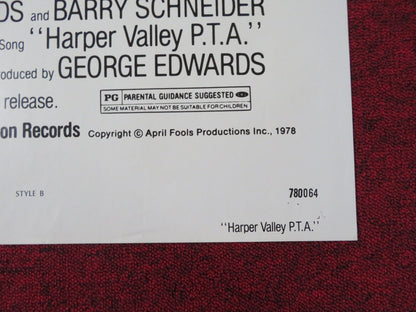 DS and BARRY SCHNEIDER
Song "Harper Valley P.T.A."
oduced by GEORGE EDWARDS
release.
PG PARENTAL GUIDANCE SUGGESTED
SOME MATERIAL MAY NOT BE SUITABLE FOR CHILDREN
on Records Copyright © April Fools Productions Inc., 1978
STYLE B
780064
"Harper Valley P.T.A."